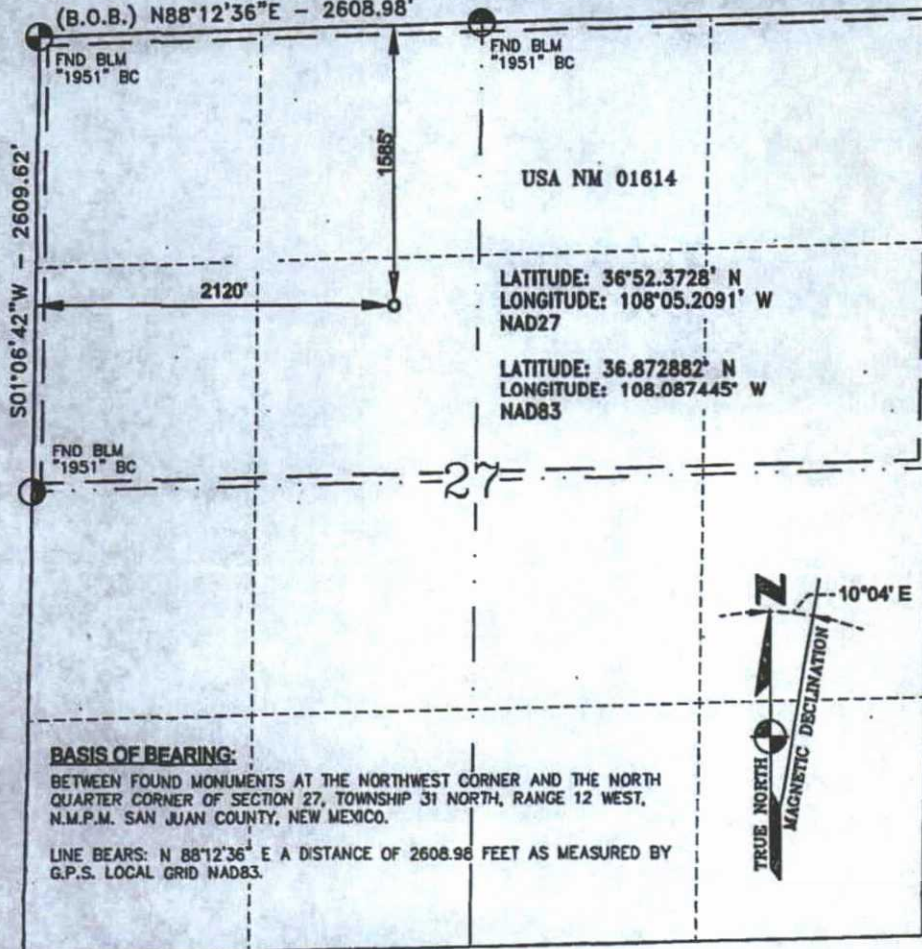 (B.O.B.) N88°12'36"E - 2608.98'
FND BLM
"1951" BC
FND BLM
"1951" BC
S01°06'42"W - 2609.62'
1585'
USA NM 01614
2120'
LATITUDE: 36°52.3728' N
LONGITUDE: 108°05.2091' W
NAD27
LATITUDE: 36.872882° N
LONGITUDE: 108.087445° W
NAD83
FND BLM
"1951" BC
27
N
10°04' E
TRUE NORTH
MAGNETIC DECLINATION
BASIS OF BEARING:
BETWEEN FOUND MONUMENTS AT THE NORTHWEST CORNER AND THE NORTH
QUARTER CORNER OF SECTION 27, TOWNSHIP 31 NORTH, RANGE 12 WEST,
N.M.P.M. SAN JUAN COUNTY, NEW MEXICO.
LINE BEARS: N 88°12'36" E A DISTANCE OF 2608.98 FEET AS MEASURED BY
G.P.S. LOCAL GRID NAD83.